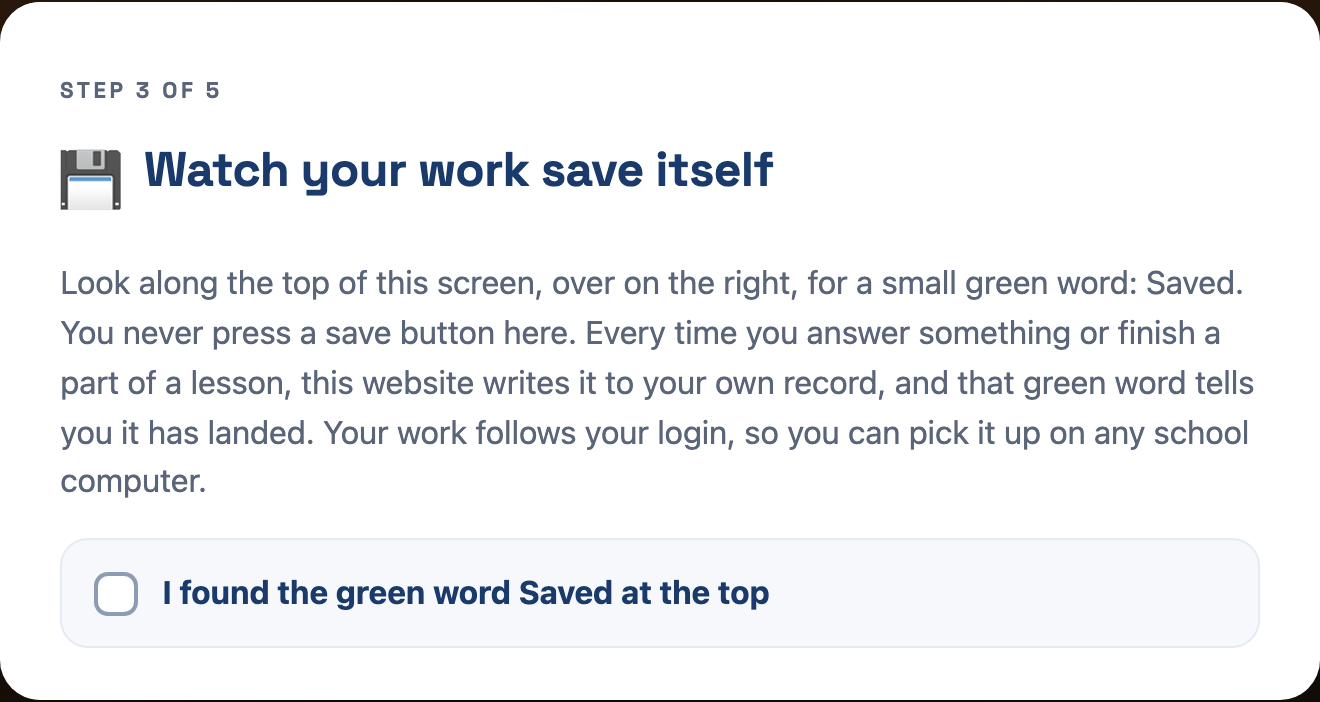 STEP 3 OF 5
Watch your work save itself
Look along the top of this screen, over on the right, for a small green word: Saved.
You never press a save button here. Every time you answer something or finish a
part of a lesson, this website writes it to your own record, and that green word tells
you it has landed. Your work follows your login, so you can pick it up on any school
computer.
I found the green word Saved at the top